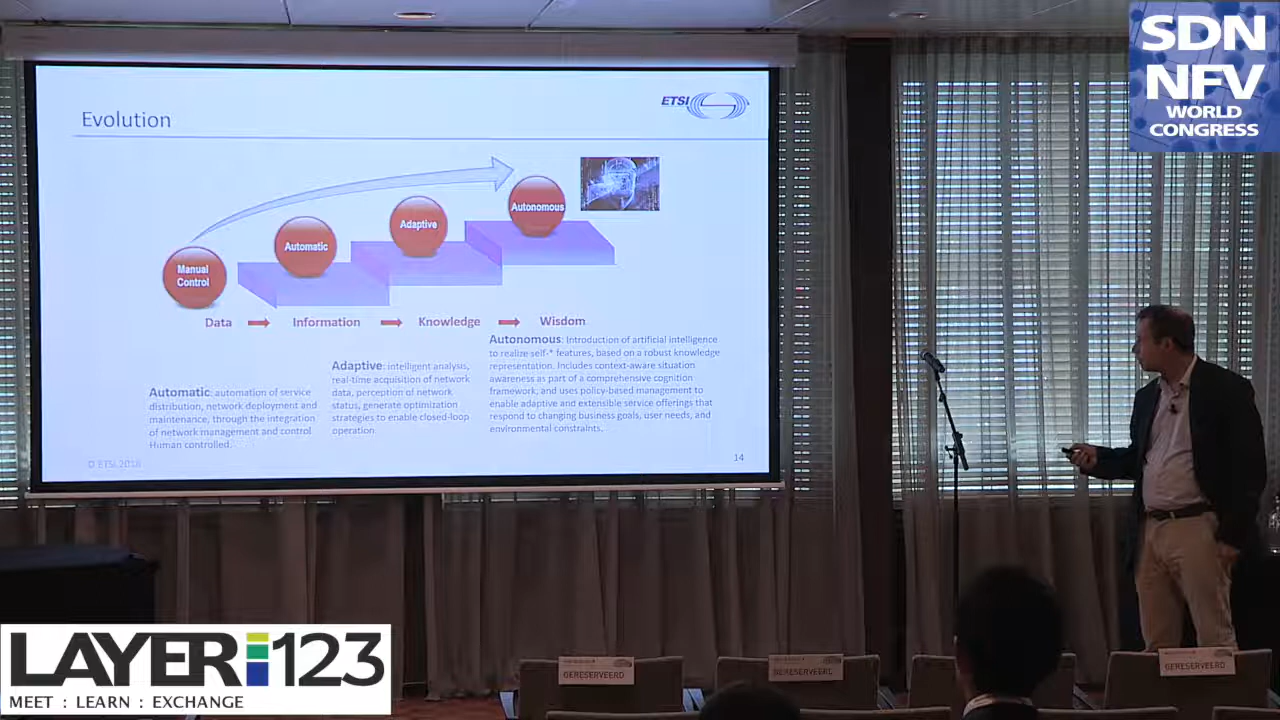 SDN
NFV
WORLD
CONGRESS
Evolution
ETSI
Autonomous
Adaptive
Automatic
Manual
Control
Data
Information
Knowledge
Wisdom
Autonomous: Introduction of artificial intelligence
to realize self-* features, based on a robust knowledge
representation. Includes context-aware situation
awareness as part of a comprehensive cognition
framework, and uses policy-based management to
enable adaptive and extensible service offerings that
respond to changing business goals, user needs, and
environmental constraints.
Adaptive: intelligent analysis,
real-time acquisition of network
data, perception of network
status, generate optimization
strategies to enable closed-loop
operation.
Automatic: automation of service
distribution, network deployment and
maintenance, through the integration
of network management and control
Human controlled.
© ETSI 2018
14
LAYER 123
MEET : LEARN : EXCHANGE
GERESERVEERD
GERESERVEERD
GERESERVEERD